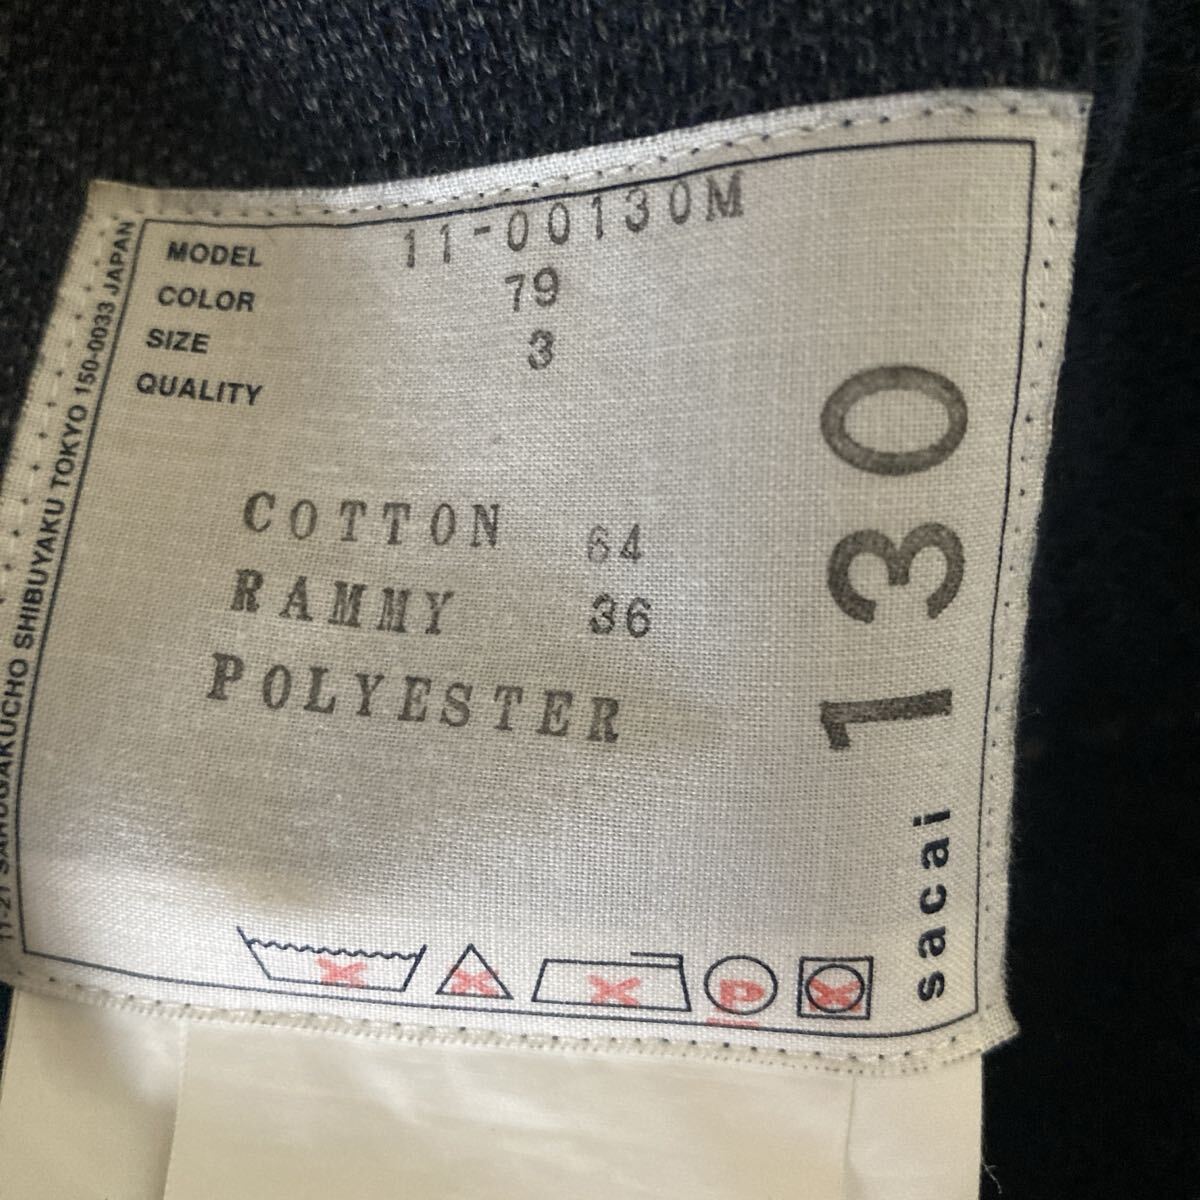 MODEL 11-00130M
COLOR 79
SIZE 3
QUALITY
COTTON 64
RAMMY 36
POLYESTER
P
130
sacai
11-21 SARUGAKUCHO SHIBUYAKU TOKYO 150-0033 JAPAN